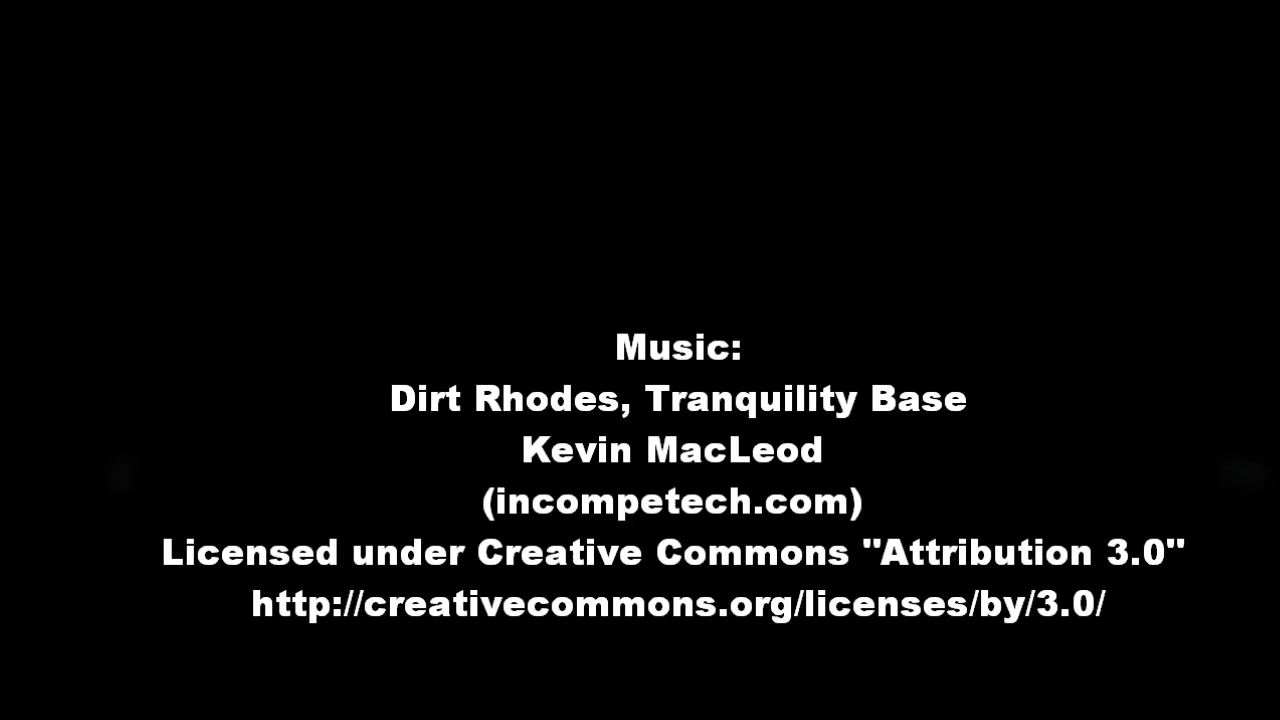 Music:
Dirt Rhodes, Tranquility Base
Kevin MacLeod
(incompetech.com)
Licensed under Creative Commons "Attribution 3.0"
http://creativecommons.org/licenses/by/3.0/